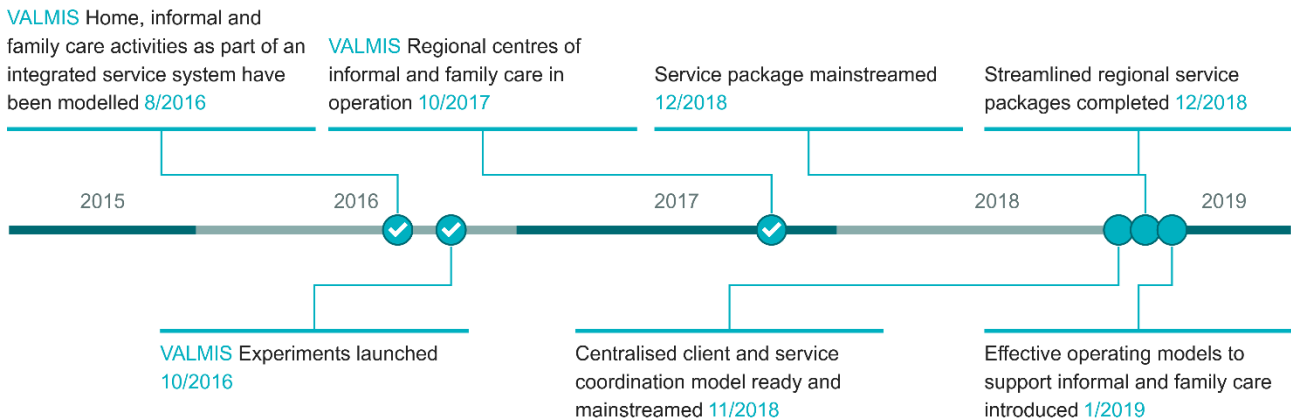 VALMIS Home, informal and
family care activities as part of an
integrated service system have
been modelled 8/2016
VALMIS Regional centres of
informal and family care in
operation 10/2017
Service package mainstreamed
12/2018
Streamlined regional service
packages completed 12/2018
2015
2016
2017
2018
2019
VALMIS Experiments launched
10/2016
Centralised client and service
coordination model ready and
mainstreamed 11/2018
Effective operating models to
support informal and family care
introduced 1/2019